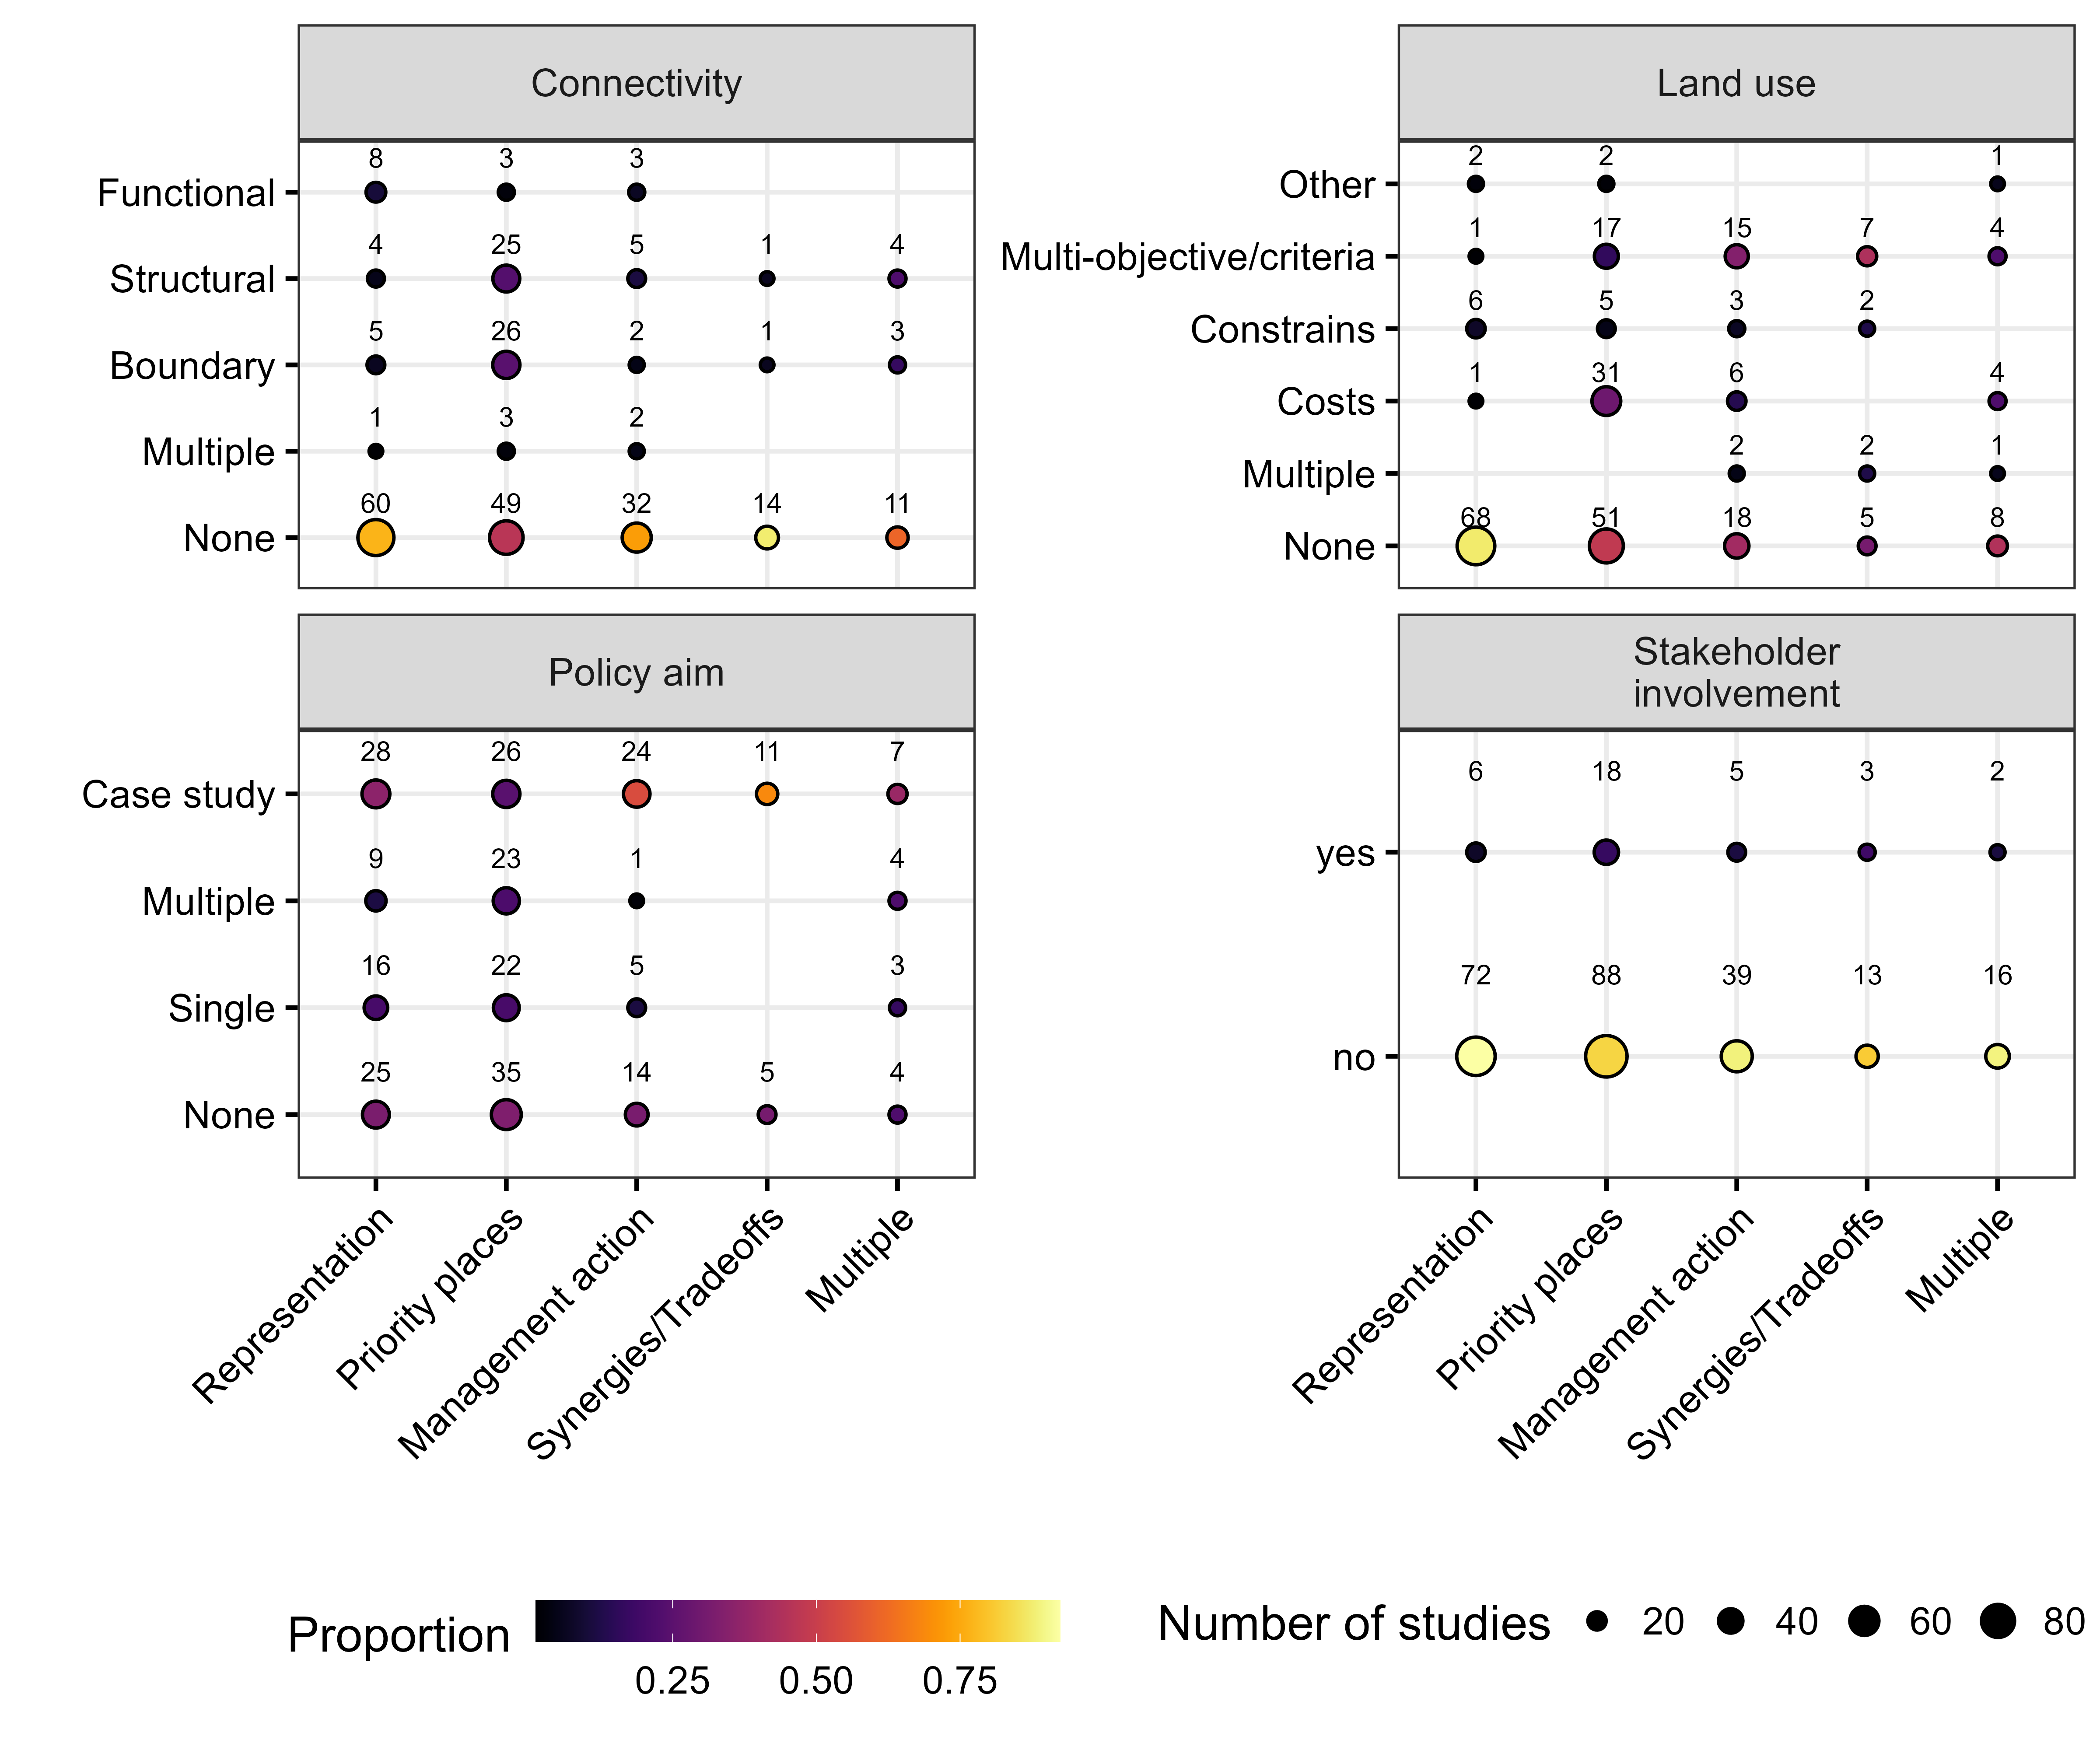 Connectivity
8 3 3
Functional
4 25 5 1 4
Structural
5 26 2 1 3
Boundary
1 3 2
Multiple
60 49 32 14 11
None
Land use
2 2 1
Other
1 17 15 7 4
Multi-objective/criteria
6 5 3 2
Constrains
1 31 6 4
Costs
2 2 1
Multiple
68 51 18 5 8
None
Policy aim
28 26 24 11 7
Case study
9 23 1 4
Multiple
16 22 5 3
Single
25 35 14 5 4
None
Representation
Priority places
Management action
Synergies/Tradeoffs
Multiple
Stakeholder
involvement
6 18 5 3 2
yes
72 88 39 13 16
no
Representation
Priority places
Management action
Synergies/Tradeoffs
Multiple
Proportion
0.25 0.50 0.75
Number of studies 20 40 60 80